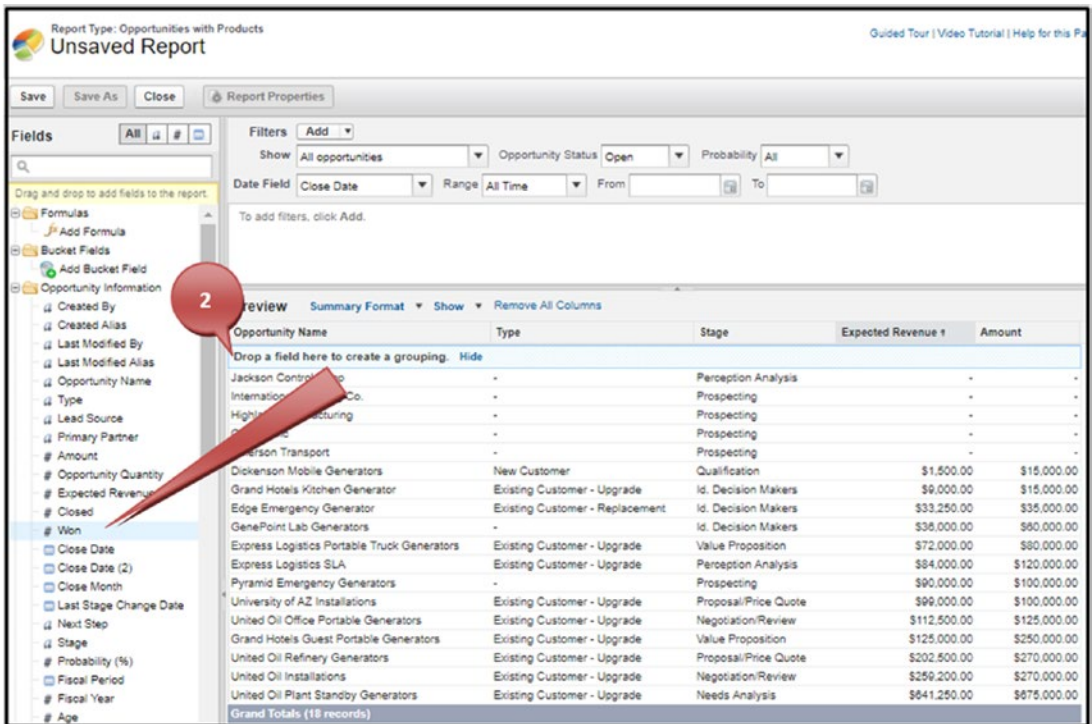 Report Type: Opportunities with Products
Unsaved Report
Guided Tour | Video Tutorial | Help for this Pa
Save Save As Close Report Properties
Fields All a #
Drag and drop to add fields to the report.
Formulas
Add Formula
Bucket Fields
Add Bucket Field
Opportunity Information
a Created By
a Created Alias
a Last Modified By
a Last Modified Alias
a Opportunity Name
a Type
a Lead Source
a Primary Partner
# Amount
# Opportunity Quantity
# Expected Revenue
# Closed
# Won
Close Date
Close Date (2)
Close Month
Last Stage Change Date
a Next Step
a Stage
# Probability (%)
Fiscal Period
# Fiscal Year
# Age
Filters Add
Show All opportunities Opportunity Status Open Probability All
Date Field Close Date Range All Time From To
To add filters, click Add.
2
review Summary Format Show Remove All Columns
Opportunity Name Type Stage Expected Revenue ↑ Amount
Drop a field here to create a grouping. Hide
Jackson Control - Perception Analysis - -
Internation Co. - Prospecting - -
Highl cturing - Prospecting - -
- Prospecting - -
erson Transport - Prospecting - -
Dickenson Mobile Generators New Customer Qualification $1,500.00 $15,000.00
Grand Hotels Kitchen Generator Existing Customer - Upgrade Id. Decision Makers $9,000.00 $15,000.00
Edge Emergency Generator Existing Customer - Replacement Id. Decision Makers $33,250.00 $35,000.00
GenePoint Lab Generators - Id. Decision Makers $36,000.00 $60,000.00
Express Logistics Portable Truck Generators Existing Customer - Upgrade Value Proposition $72,000.00 $80,000.00
Express Logistics SLA Existing Customer - Upgrade Perception Analysis $84,000.00 $120,000.00
Pyramid Emergency Generators - Prospecting $90,000.00 $100,000.00
University of AZ Installations Existing Customer - Upgrade Proposal/Price Quote $99,000.00 $100,000.00
United Oil Office Portable Generators Existing Customer - Upgrade Negotiation/Review $112,500.00 $125,000.00
Grand Hotels Guest Portable Generators Existing Customer - Upgrade Value Proposition $125,000.00 $250,000.00
United Oil Refinery Generators Existing Customer - Upgrade Proposal/Price Quote $202,500.00 $270,000.00
United Oil Installations Existing Customer - Upgrade Negotiation/Review $259,200.00 $270,000.00
United Oil Plant Standby Generators Existing Customer - Upgrade Needs Analysis $641,250.00 $675,000.00
Grand Totals (18 records)